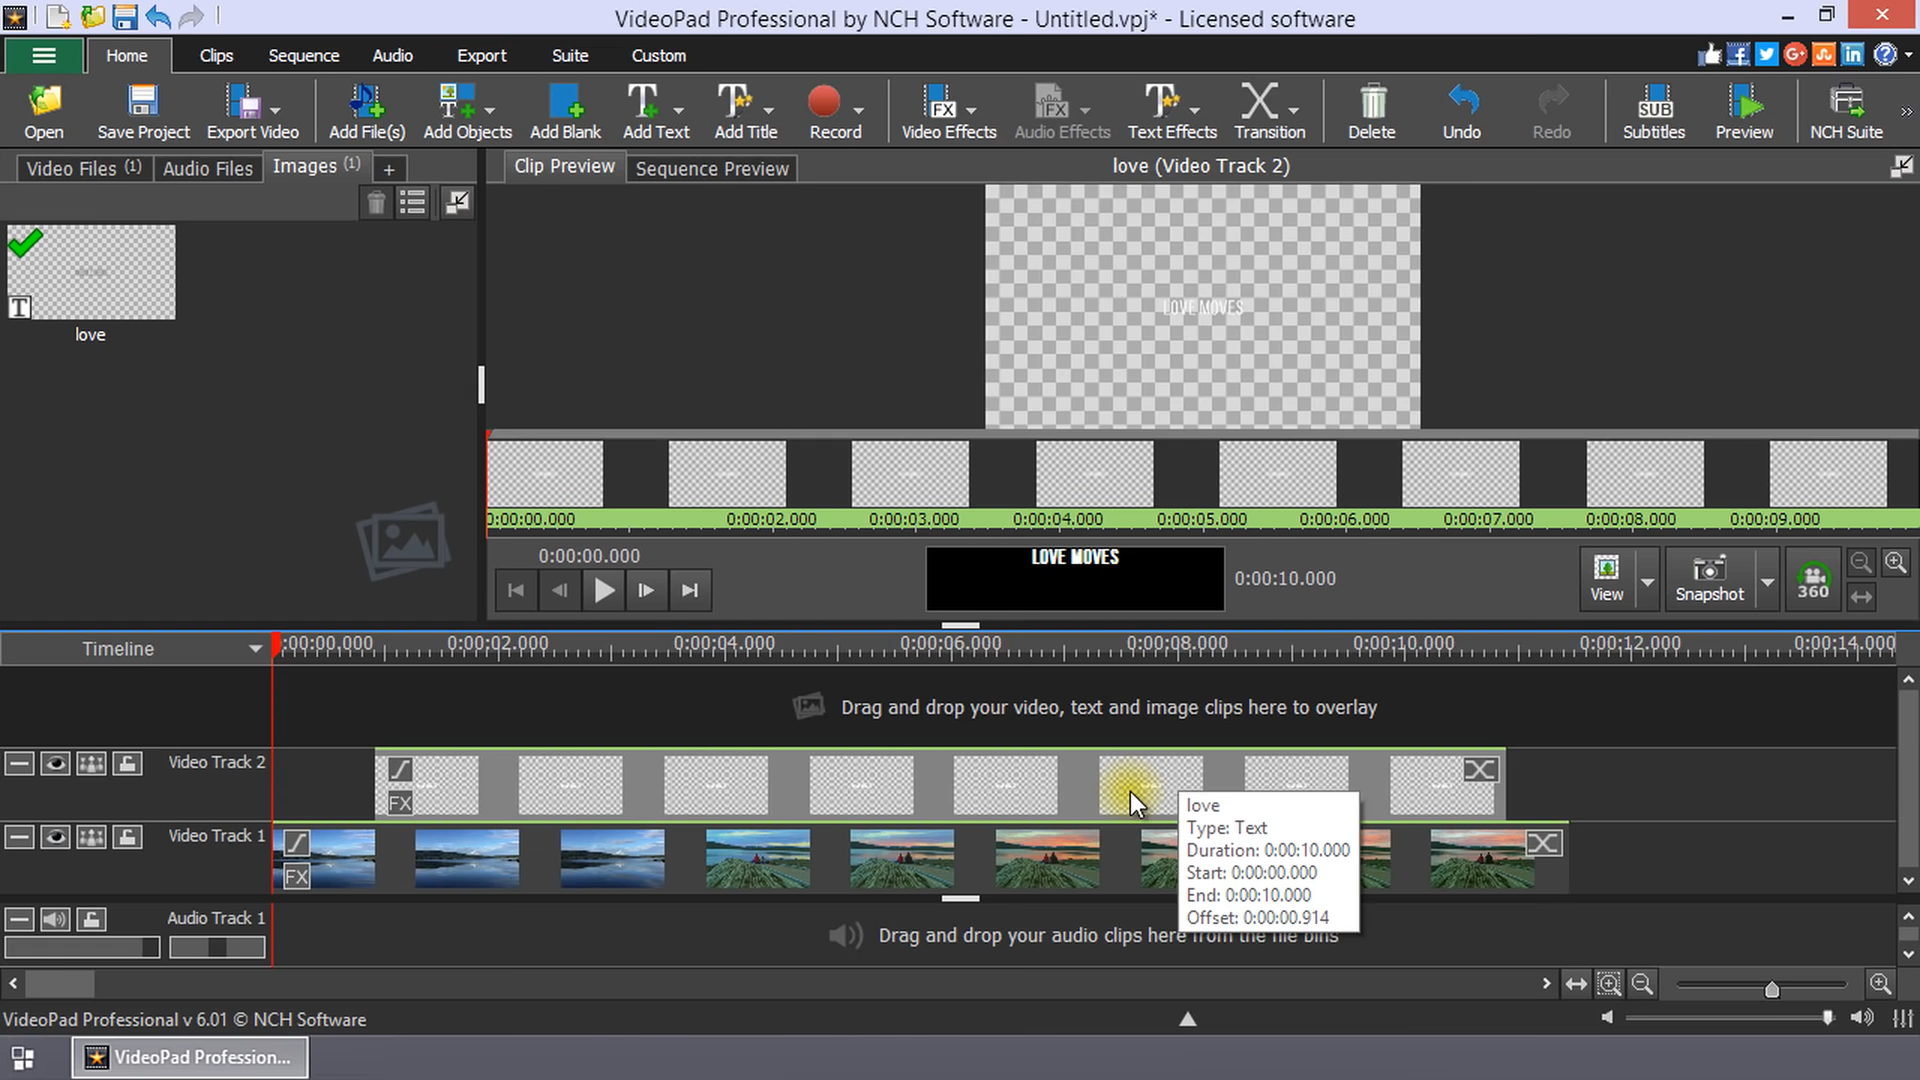 VideoPad Professional by NCH Software - Untitled.vpj* - Licensed software
Home Clips Sequence Audio Export Suite Custom
Open Save Project Export Video Add File(s) Add Objects Add Blank Add Text Add Title Record Video Effects Audio Effects Text Effects Transition Delete Undo Redo Subtitles Preview NCH Suite
Video Files (1) Audio Files Images (1) +
Clip Preview Sequence Preview love (Video Track 2)
LOVE MOVES
T
love
0:00:00.000 0:00:02.000 0:00:03.000 0:00:04.000 0:00:05.000 0:00:06.000 0:00:07.000 0:00:08.000 0:00:09.000
0:00:00.000
LOVE MOVES
0:00:10.000
View Snapshot 360
Timeline
:00:00.000 0:00:02.000 0:00:04.000 0:00:06.000 0:00:08.000 0:00:10.000 0:00:12.000 0:00:14.000
Drag and drop your video, text and image clips here to overlay
Video Track 2
FX
love
Type: Text
Duration: 0:00:10.000
Start: 0:00:00.000
End: 0:00:10.000
Offset: 0:00:00.914
Video Track 1
FX
Audio Track 1
Drag and drop your audio clips here from the file bins
VideoPad Professional v 6.01 © NCH Software
VideoPad Profession...